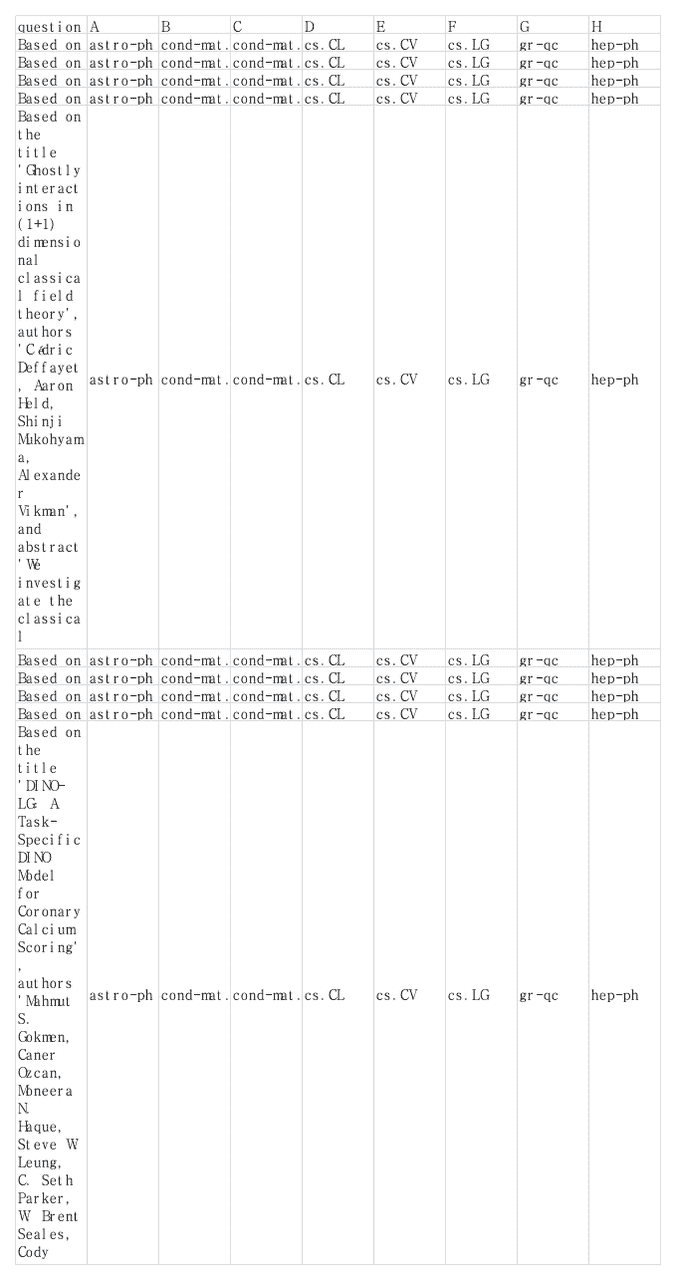 question A B C D E F G H
Based on astro-ph cond-mat. cond-mat. cs.CL cs.CV cs.LG gr-qc hep-ph
Based on astro-ph cond-mat. cond-mat. cs.CL cs.CV cs.LG gr-qc hep-ph
Based on astro-ph cond-mat. cond-mat. cs.CL cs.CV cs.LG gr-qc hep-ph
Based on astro-ph cond-mat. cond-mat. cs.CL cs.CV cs.LG gr-qc hep-ph
Based on
the
title
'Ghostly
interact
ions in
(1+1)
dimensio
nal
classica
l field
theory',
authors
'Cédric
Deffayet
, Aaron
Held,
Shinji
Mukohyam
a,
Alexande
r
Vikman',
and
abstract
'We
investig
ate the
classica
l
astro-ph cond-mat. cond-mat. cs.CL cs.CV cs.LG gr-qc hep-ph
Based on astro-ph cond-mat. cond-mat. cs.CL cs.CV cs.LG gr-qc hep-ph
Based on astro-ph cond-mat. cond-mat. cs.CL cs.CV cs.LG gr-qc hep-ph
Based on astro-ph cond-mat. cond-mat. cs.CL cs.CV cs.LG gr-qc hep-ph
Based on astro-ph cond-mat. cond-mat. cs.CL cs.CV cs.LG gr-qc hep-ph
Based on
the
title
'DINO-
LG: A
Task-
Specific
DINO
Model
for
Coronary
Calcium
Scoring'
,
authors
'Mahmut
S.
Gokmen,
Caner
Ozcan,
Moneera
N.
Haque,
Steve W.
Leung,
C. Seth
Parker,
W. Brent
Seales,
Cody
astro-ph cond-mat. cond-mat. cs.CL cs.CV cs.LG gr-qc hep-ph